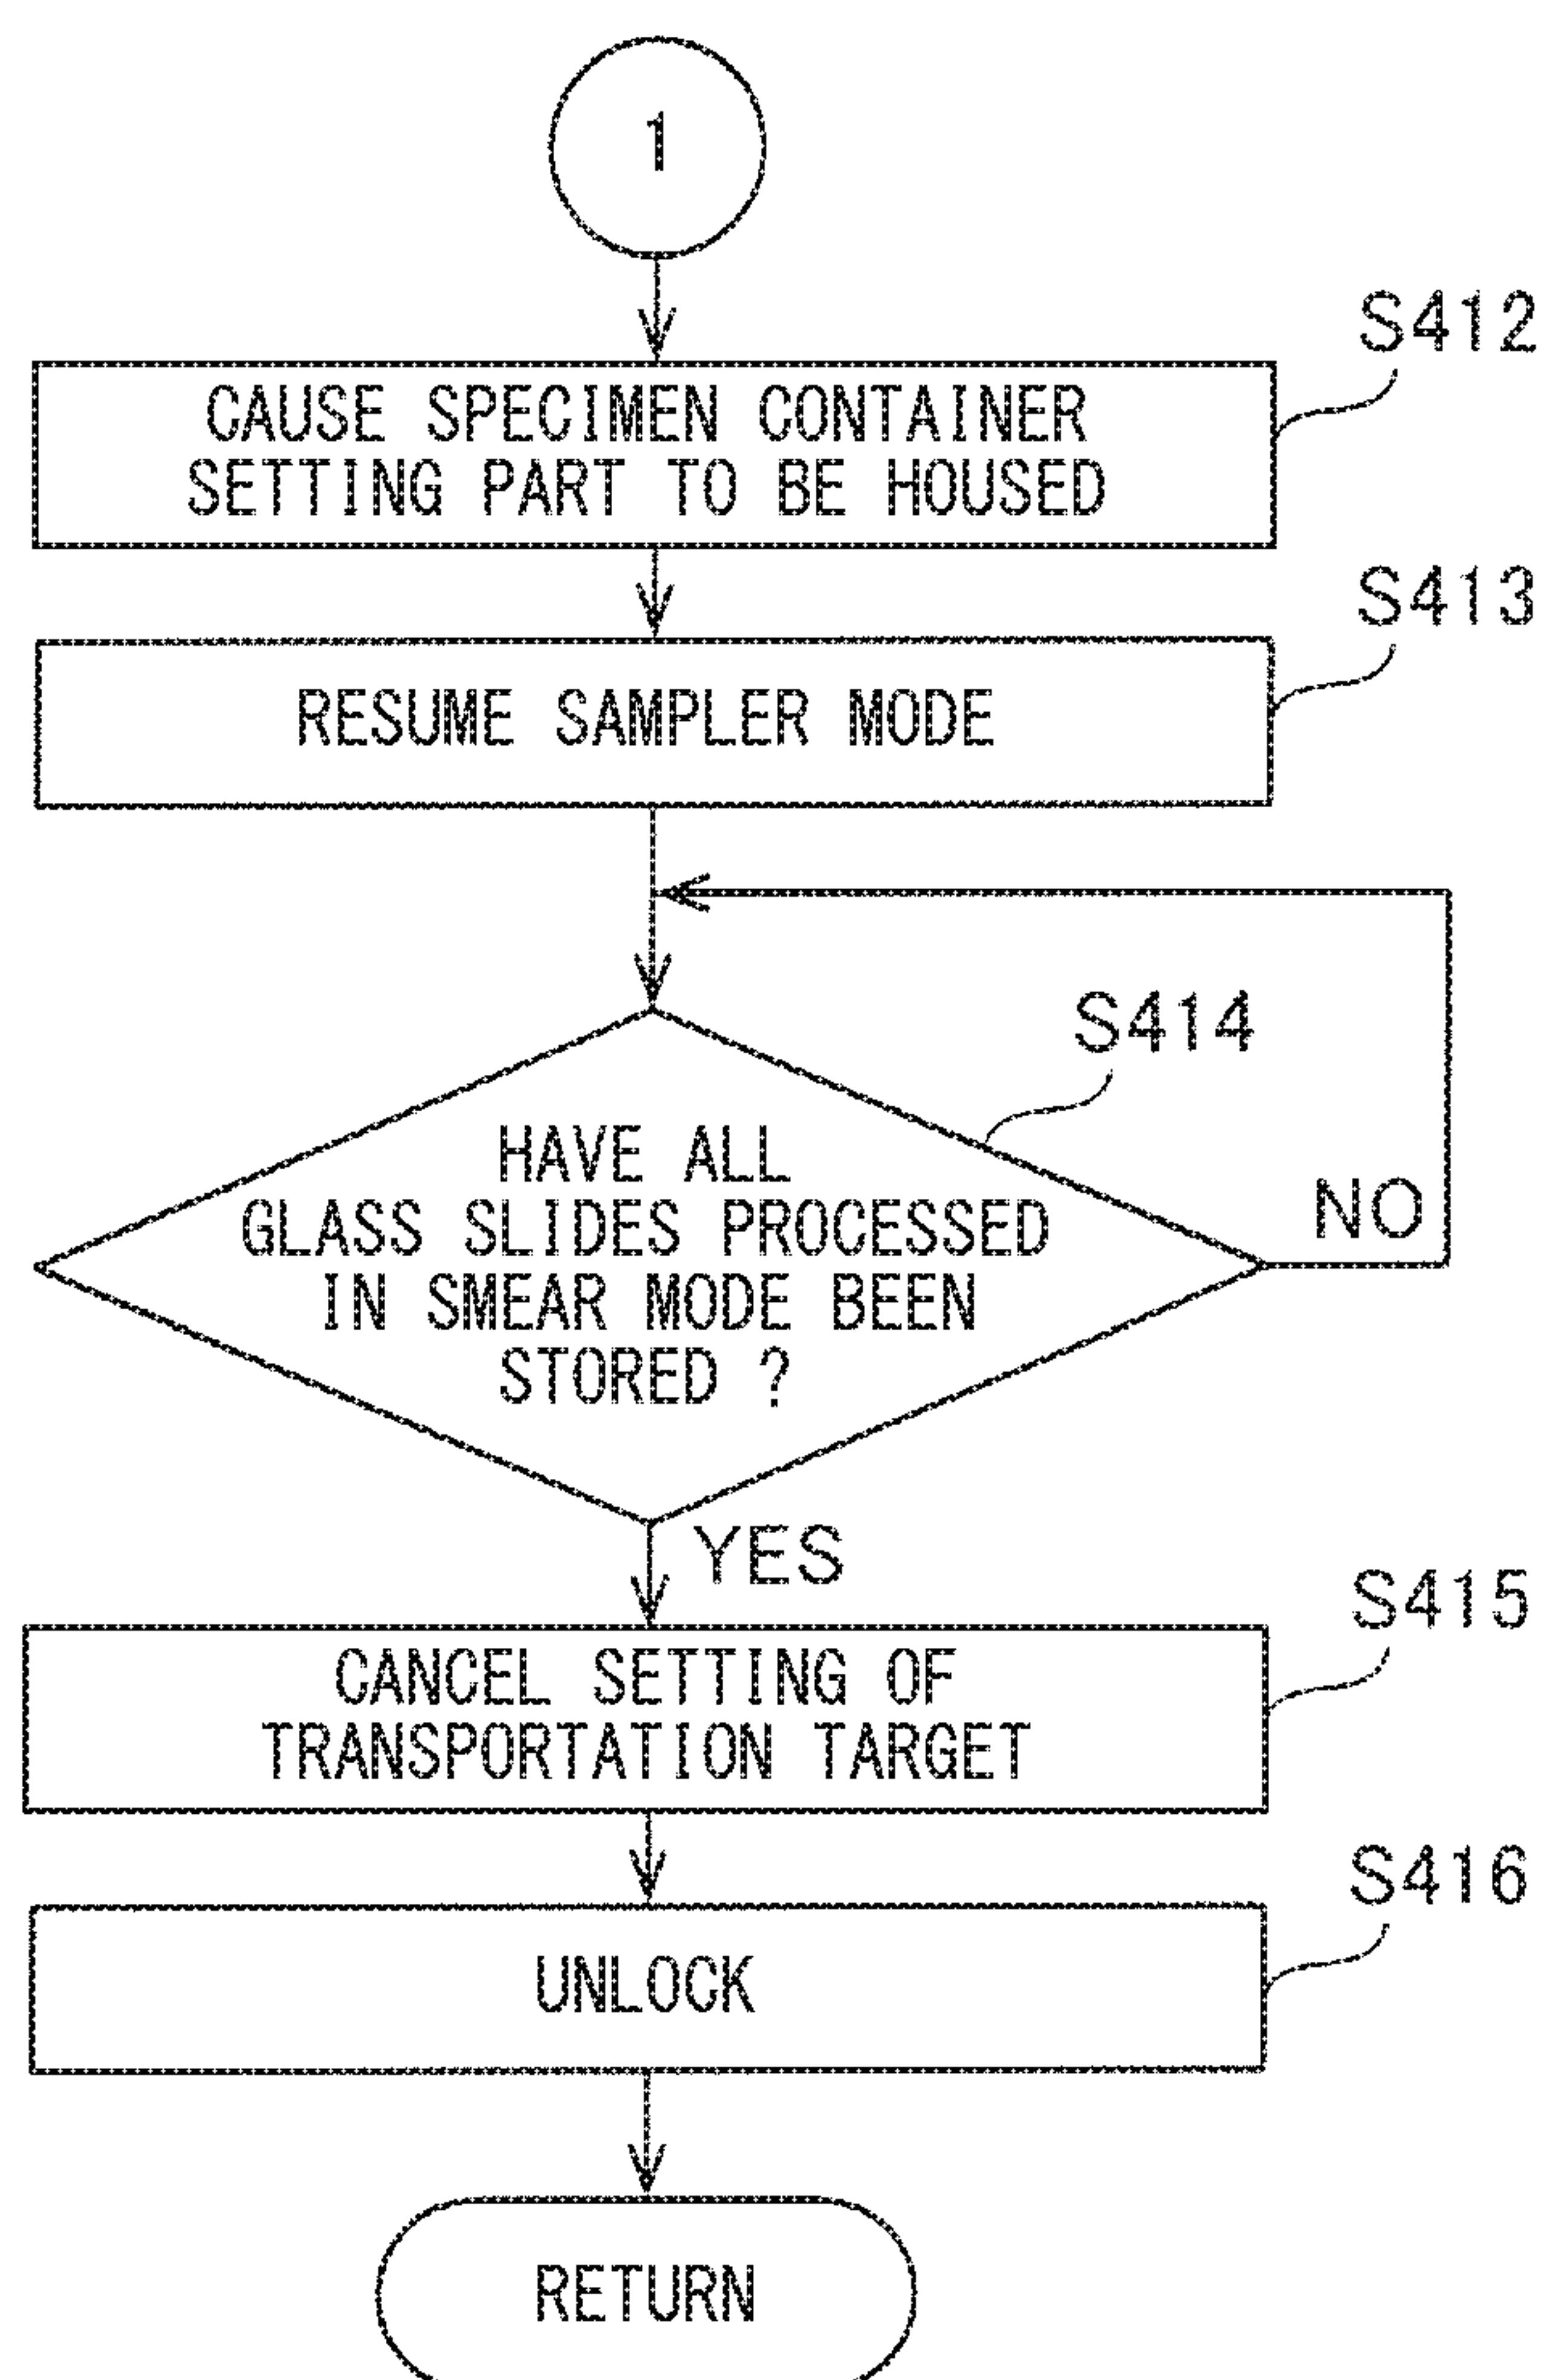 1
S412
CAUSE SPECIMEN CONTAINER
SETTING PART TO BE HOUSED
S413
RESUME SAMPLER MODE
S414
HAVE ALL
GLASS SLIDES PROCESSED
IN SMEAR MODE BEEN
STORED ?
NO
YES
S415
CANCEL SETTING OF
TRANSPORTATION TARGET
S416
UNLOCK
RETURN